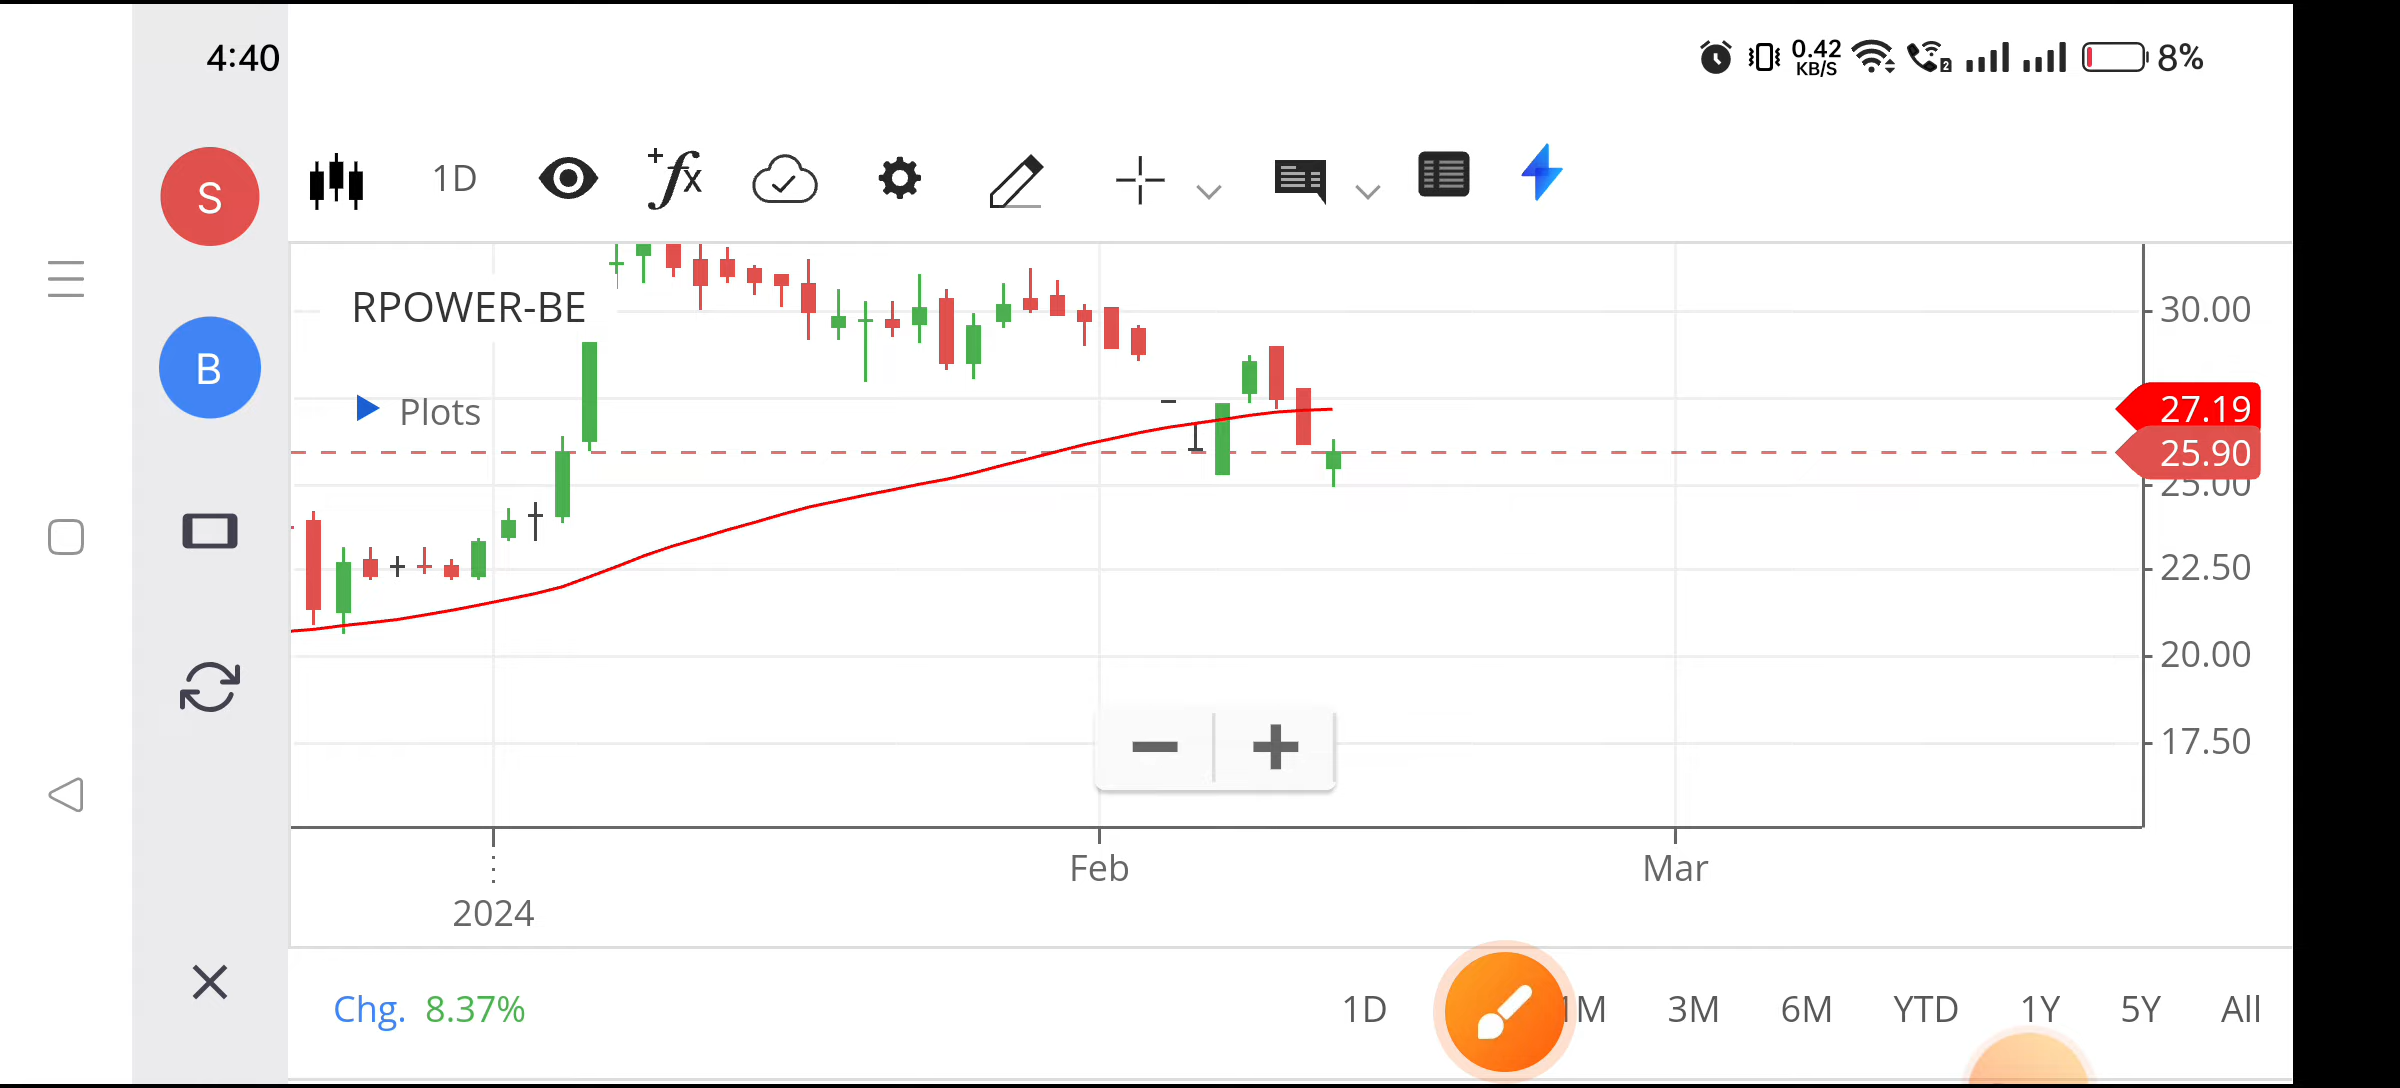 4:40
0.42
KB/S
2
8%
S
1D
+fx
B
RPOWER-BE
Plots
30.00
27.19
25.90
25.00
22.50
20.00
17.50
Feb
Mar
2024
Chg. 8.37%
1D
1M
3M
6M
YTD
1Y
5Y
All